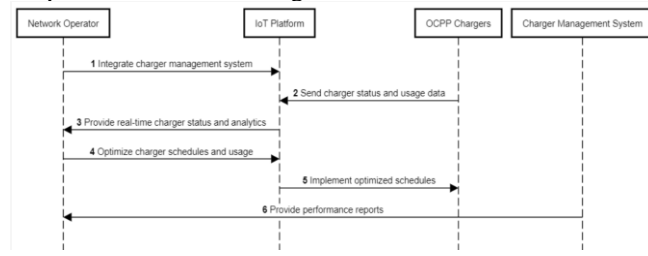 Network Operator
IoT Platform
OCPP Chargers
Charger Management System
1 Integrate charger management system
2 Send charger status and usage data
3 Provide real-time charger status and analytics
4 Optimize charger schedules and usage
5 Implement optimized schedules
6 Provide performance reports